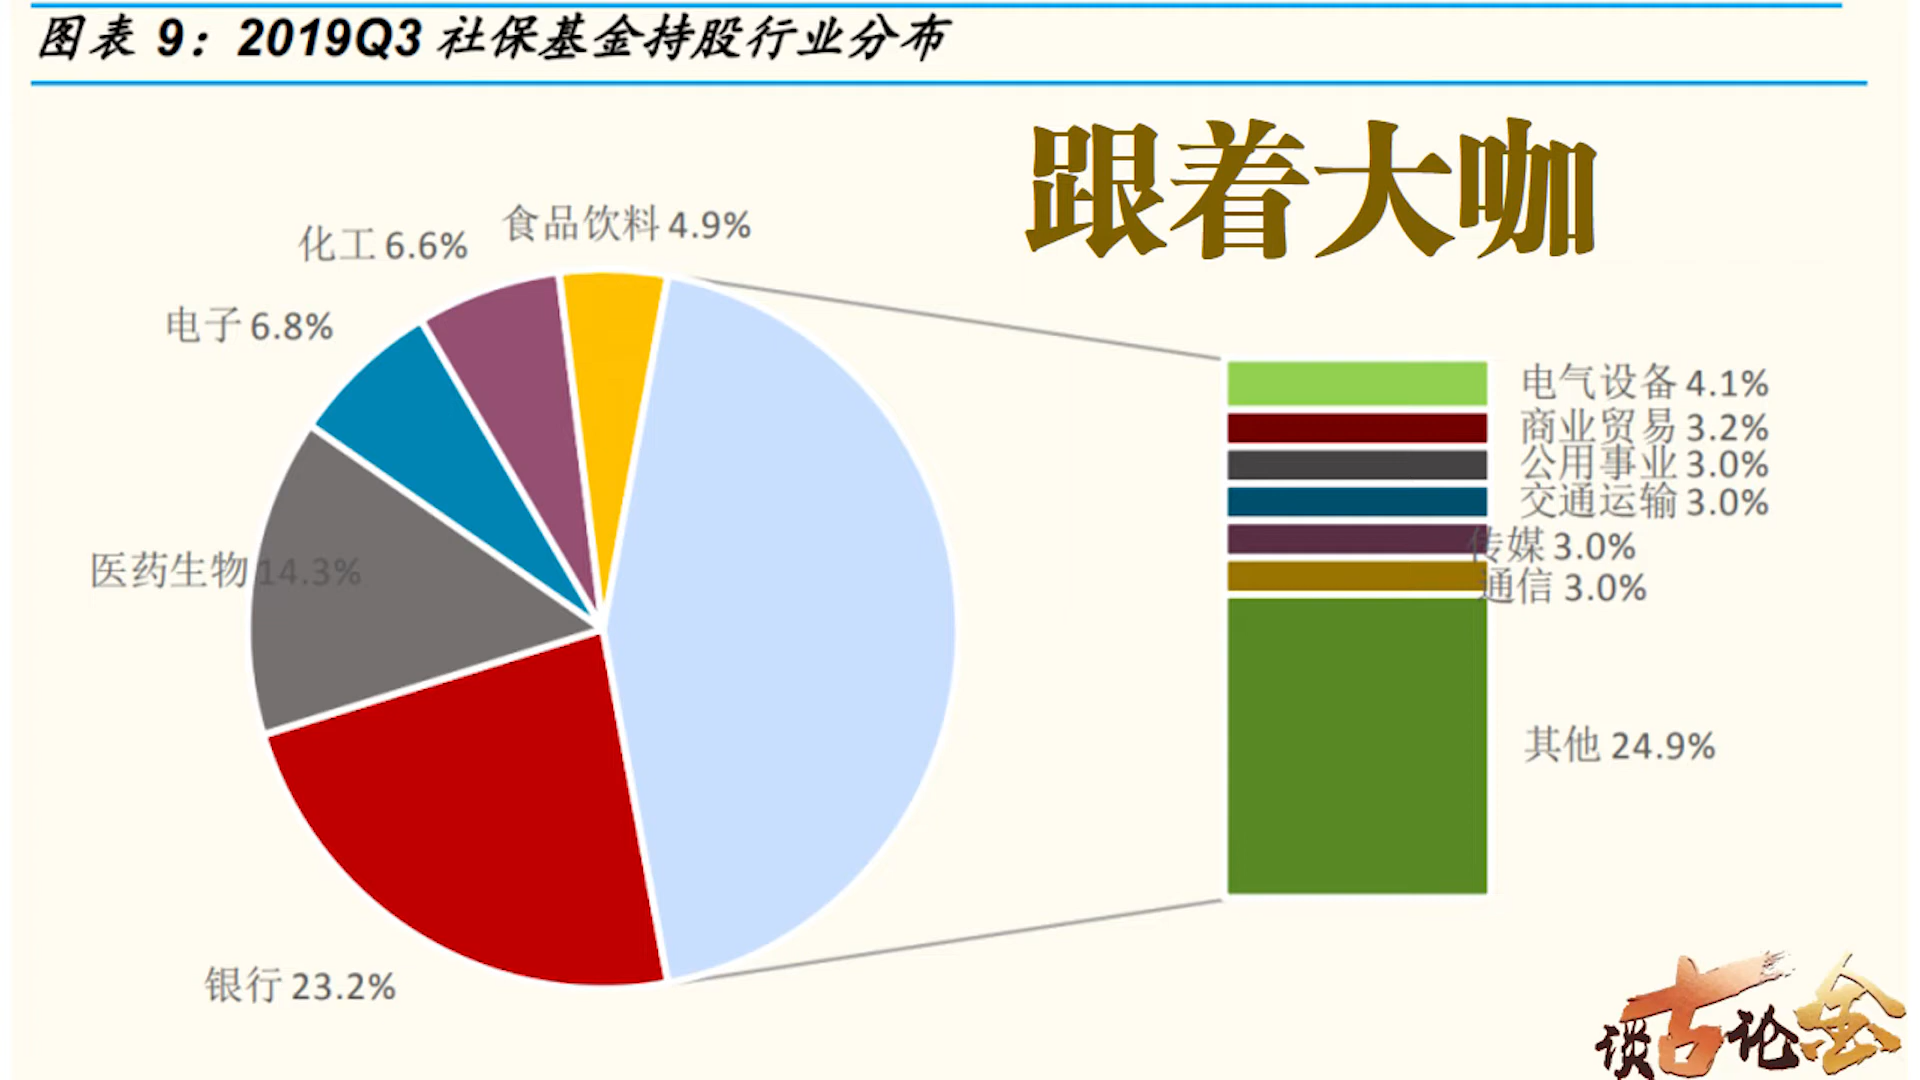 图表 9：2019Q3 社保基金持股行业分布
跟着大咖
食品饮料 4.9%
化工 6.6%
电子 6.8%
医药生物 14.3%
银行 23.2%
电气设备 4.1%
商业贸易 3.2%
公用事业 3.0%
交通运输 3.0%
传媒 3.0%
通信 3.0%
其他 24.9%
谈古论金